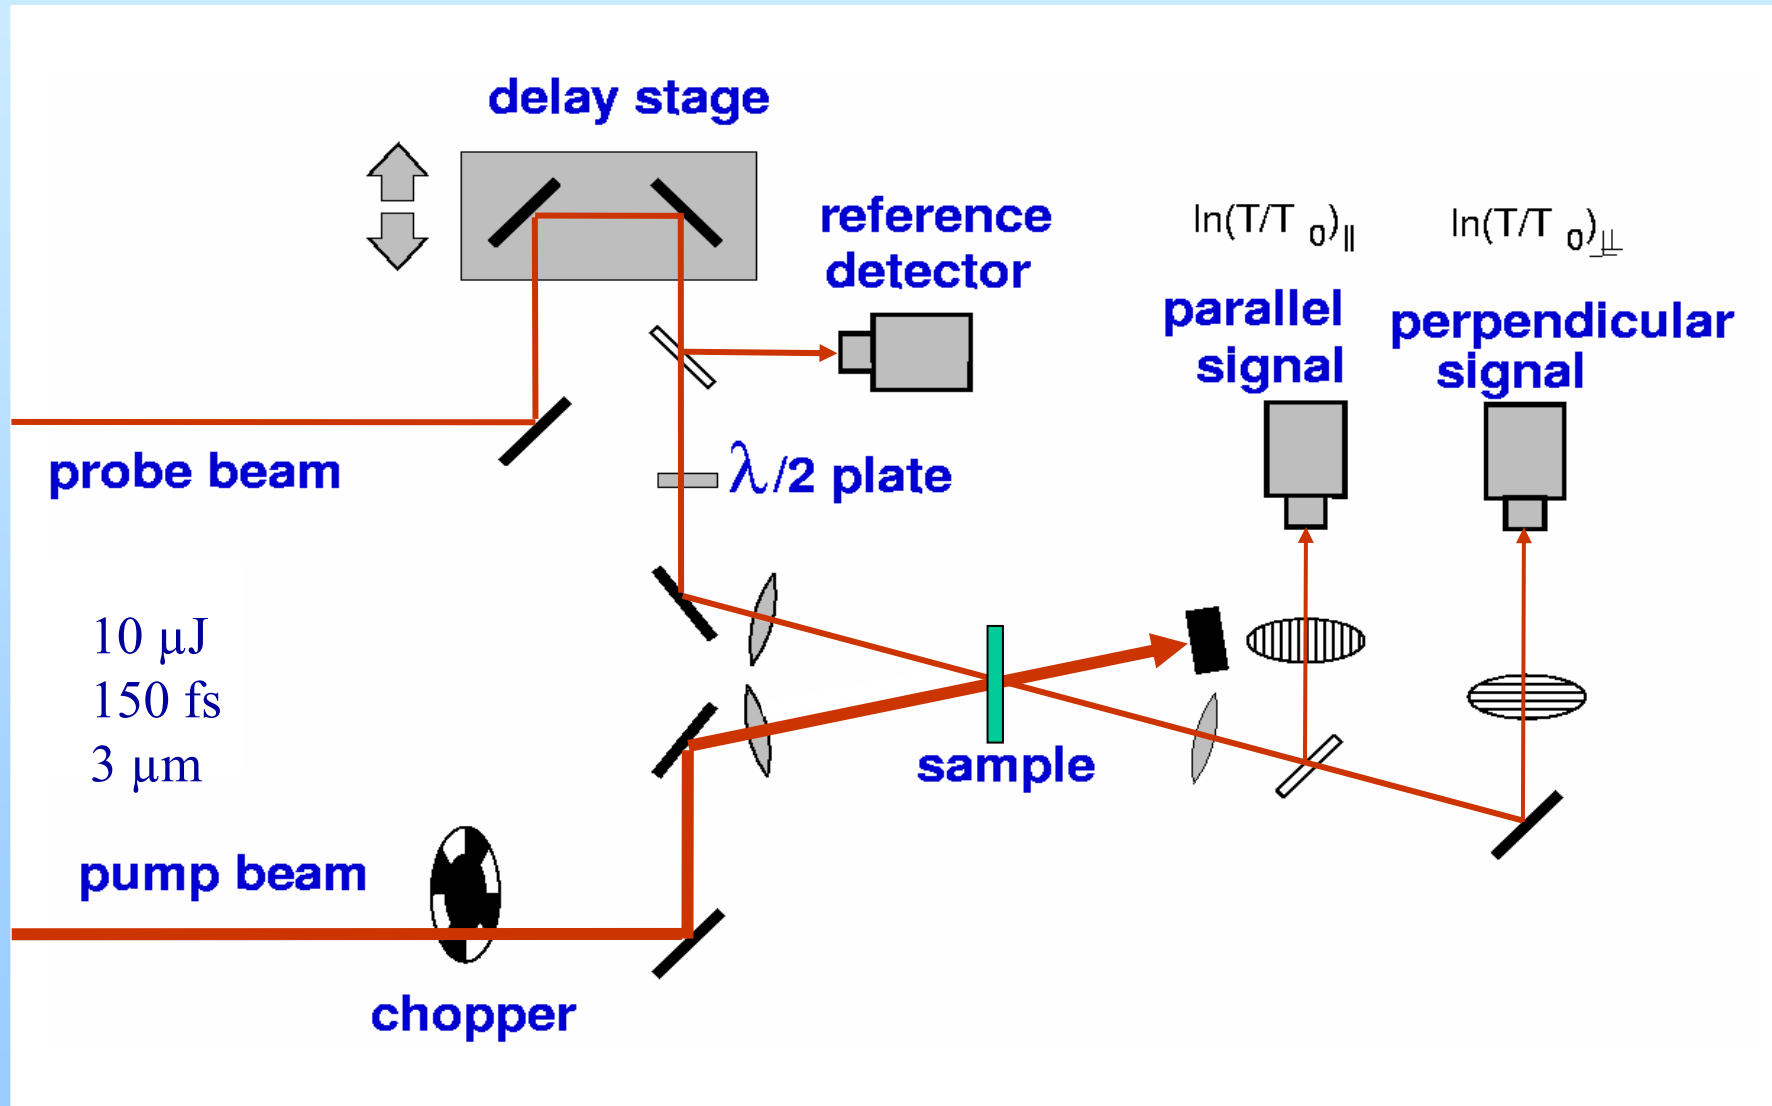 delay stage
reference
detector
ln(T/T 0)∥
ln(T/T 0)⊥
parallel
signal
perpendicular
signal
probe beam
λ/2 plate
10 µJ
150 fs
3 µm
sample
pump beam
chopper